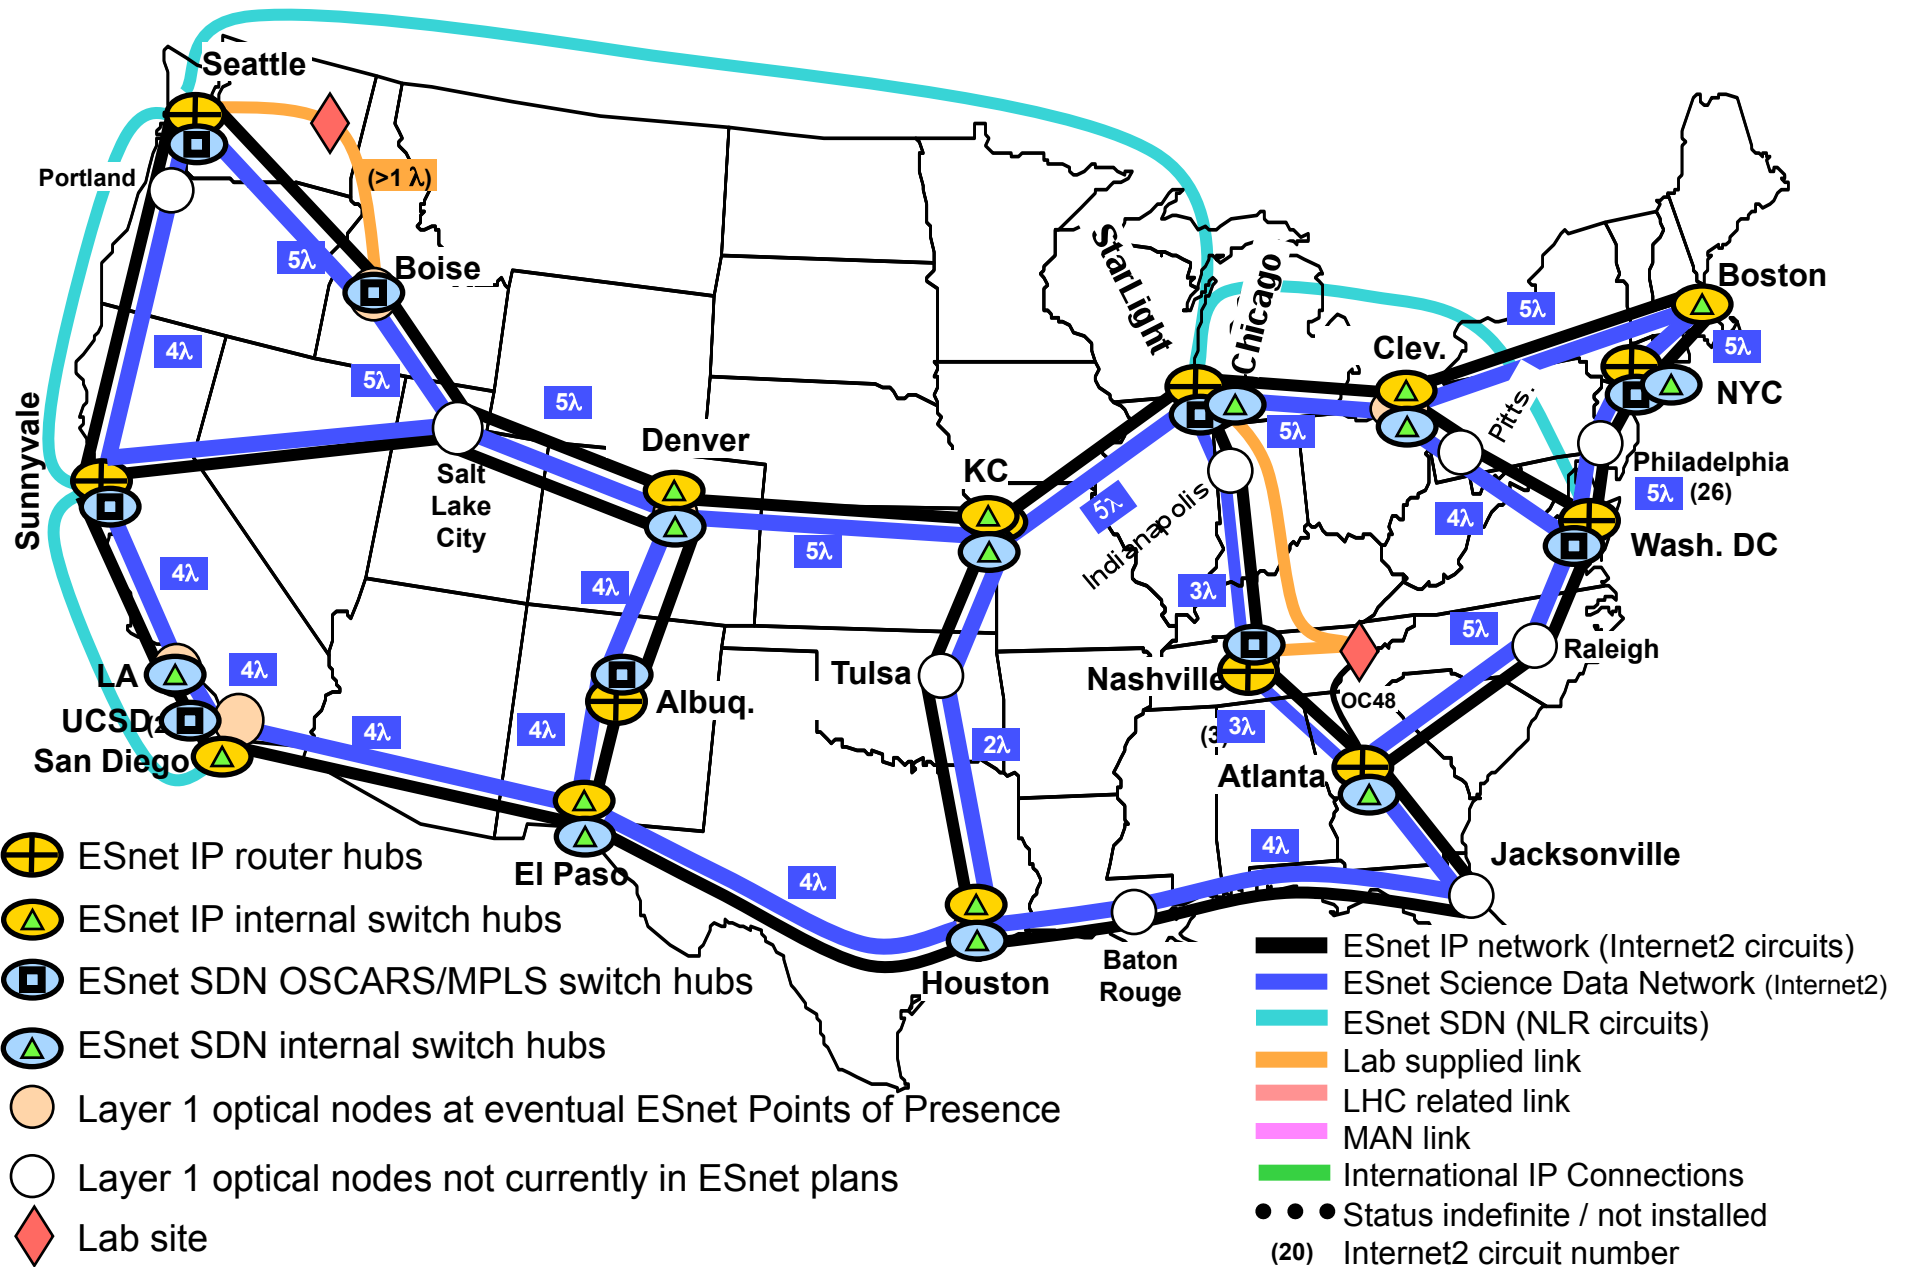 Seattle
Portland
(>1 λ)
5λ
Boise
StarLight
Chicago
Boston
5λ
Clev.
5λ
NYC
4λ
5λ
5λ
Sunnyvale
Denver
KC
5λ
Pitts.
Philadelphia
5λ (26)
Salt
Lake
City
5λ
5λ
Indianapolis
4λ
Wash. DC
4λ
4λ
3λ
5λ
Raleigh
LA
4λ
Tulsa
Nashville
OC48
UCSD
(2
San Diego
4λ
4λ
Albuq.
2λ
(3)
3λ
Atlanta
El Paso
4λ
4λ
Jacksonville
Houston
Baton
Rouge
ESnet IP router hubs
ESnet IP internal switch hubs
ESnet SDN OSCARS/MPLS switch hubs
ESnet SDN internal switch hubs
Layer 1 optical nodes at eventual ESnet Points of Presence
Layer 1 optical nodes not currently in ESnet plans
Lab site
ESnet IP network (Internet2 circuits)
ESnet Science Data Network (Internet2)
ESnet SDN (NLR circuits)
Lab supplied link
LHC related link
MAN link
International IP Connections
Status indefinite / not installed
(20) Internet2 circuit number